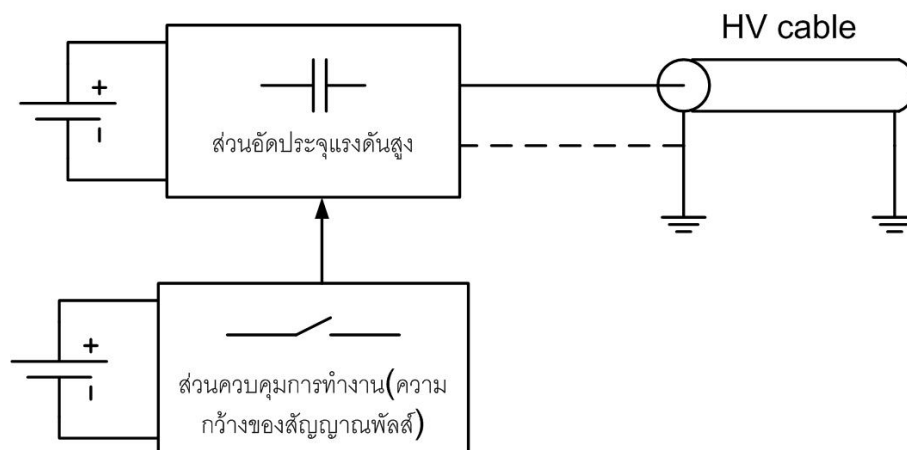 HV cable
+
ส่วนอัดประจุแรงดันสูง
+
ส่วนควบคุมการทำงาน(ความ
กว้างของสัญญาณพัลส์)